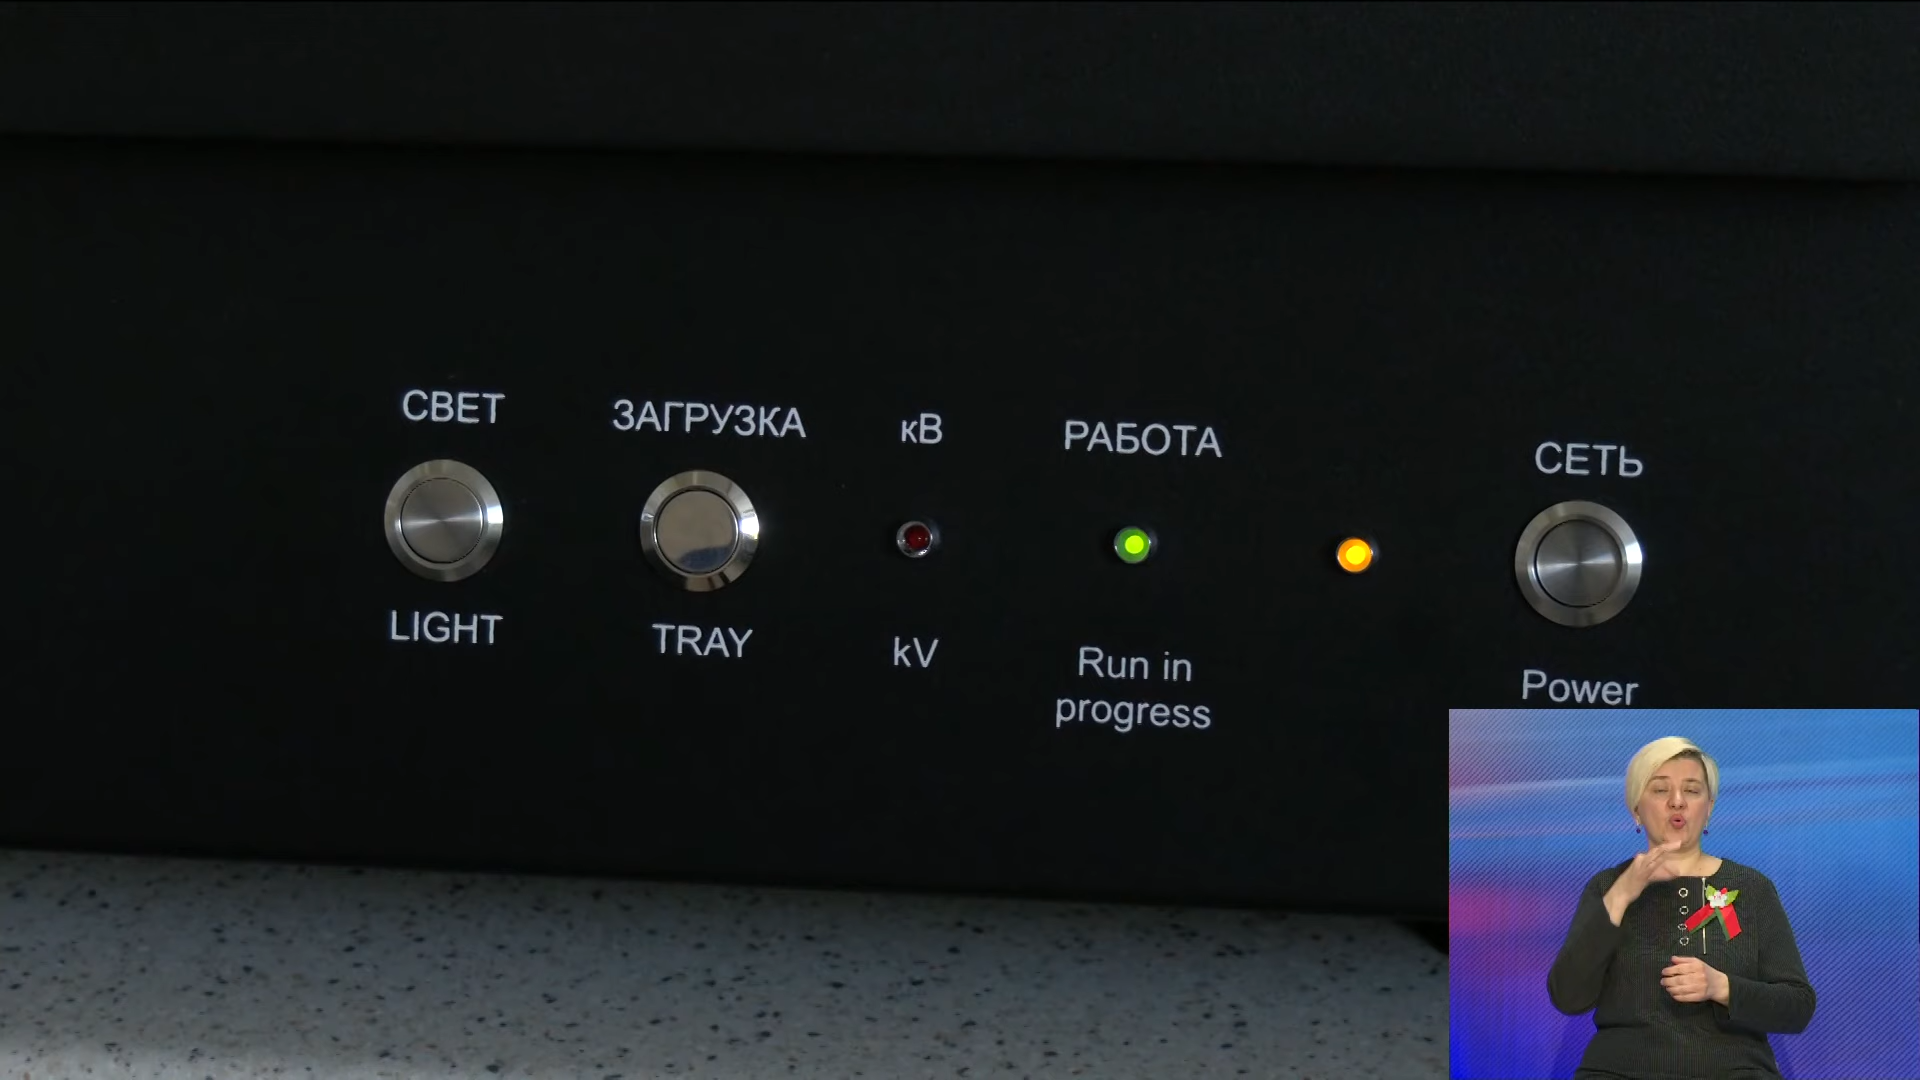 СВЕТ
ЗАГРУЗКА
кВ
РАБОТА
СЕТЬ
LIGHT
TRAY
kV
Run in
progress
Power